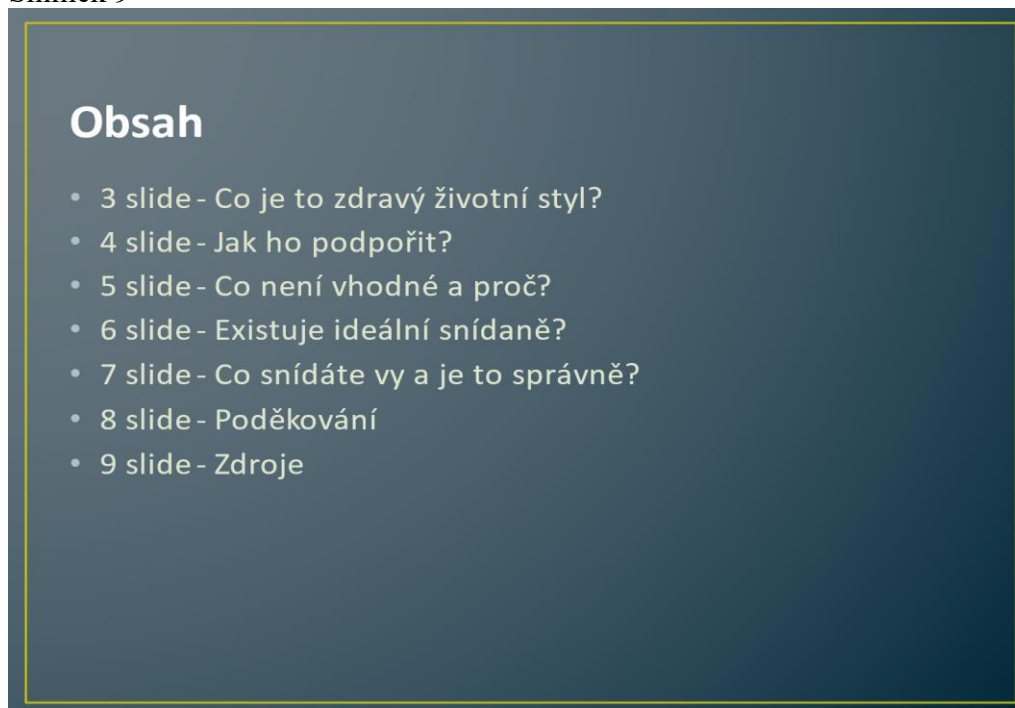 Obsah
• 3 slide - Co je to zdravý životní styl?
• 4 slide - Jak ho podpořit?
• 5 slide - Co není vhodné a proč?
• 6 slide - Existuje ideální snídaně?
• 7 slide - Co snídáte vy a je to správně?
• 8 slide - Poděkování
• 9 slide - Zdroje